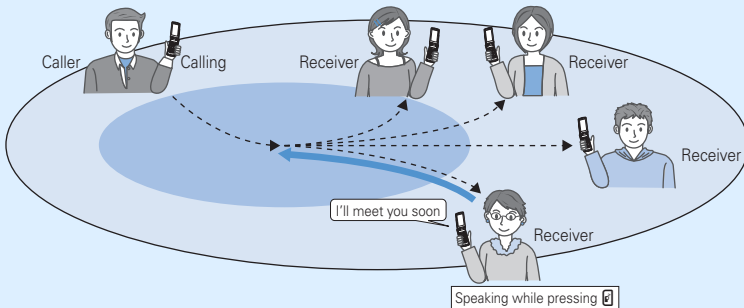 Caller
Calling
Receiver
Receiver
Receiver
I'll meet you soon
Receiver
Speaking while pressing